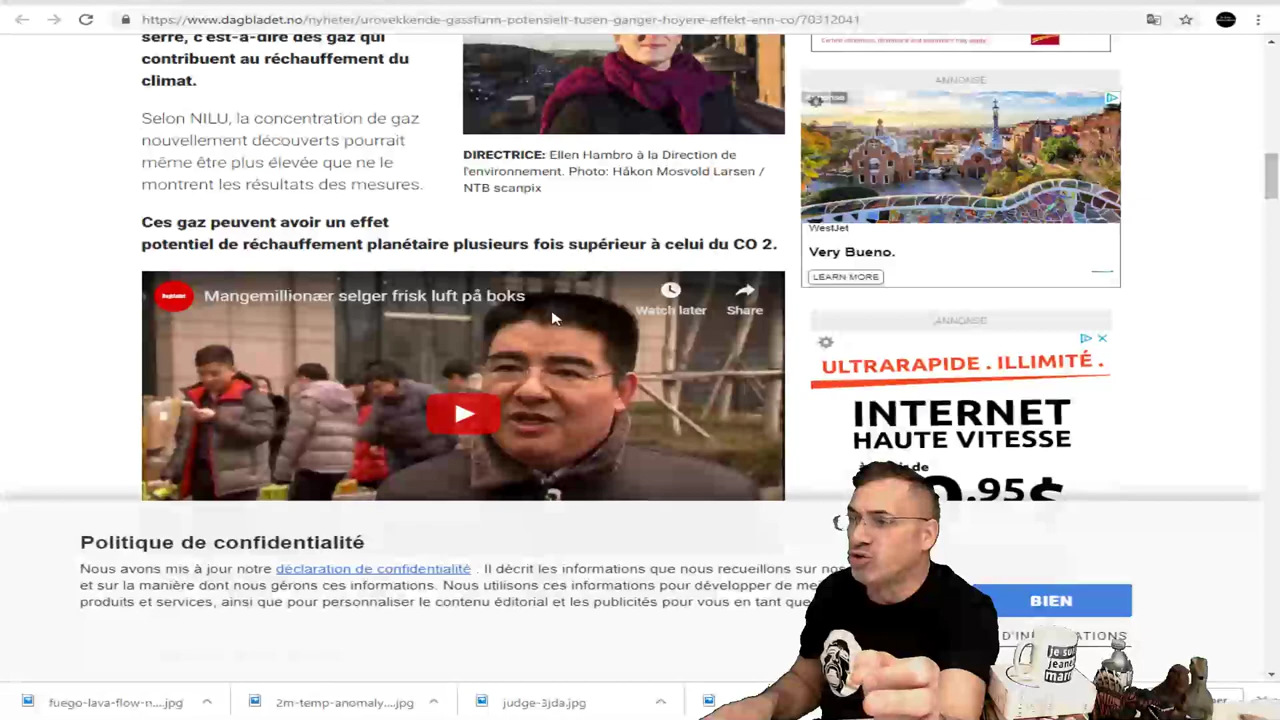 https://www.dagbladet.no/nyheter/urovekkende-gassfunn-potensielt-tusen-ganger-hoyere-effekt-enn-co/70312041
serre, c'est-à-dire des gaz qui
contribuent au réchauffement du
climat.
Selon NILU, la concentration de gaz
nouvellement découverts pourrait
même être plus élevée que ne le
montrent les résultats des mesures.
DIRECTRICE: Ellen Hambro à la Direction de
l'environnement. Photo: Håkon Mosvold Larsen /
NTB scanpix
Ces gaz peuvent avoir un effet
potentiel de réchauffement planétaire plusieurs fois supérieur à celui du CO 2.
Dagbladet
Mangemillionær selger frisk luft på boks
Watch later
Share
ANNONSE
WestJet
Very Bueno.
LEARN MORE
ANNONSE
ULTRARAPIDE . ILLIMITÉ.
INTERNET
HAUTE VITESSE
de
.95$
Politique de confidentialité
Nous avons mis à jour notre déclaration de confidentialité . Il décrit les informations que nous recueillons sur
et sur la manière dont nous gérons ces informations. Nous utilisons ces informations pour développer de
produits et services, ainsi que pour personnaliser le contenu éditorial et les publicités pour vous en tant que
BIEN
Je suis
jeane
mar
fuego-lava-flow-n....jpg
2m-temp-anomaly....jpg
judge-3jda.jpg